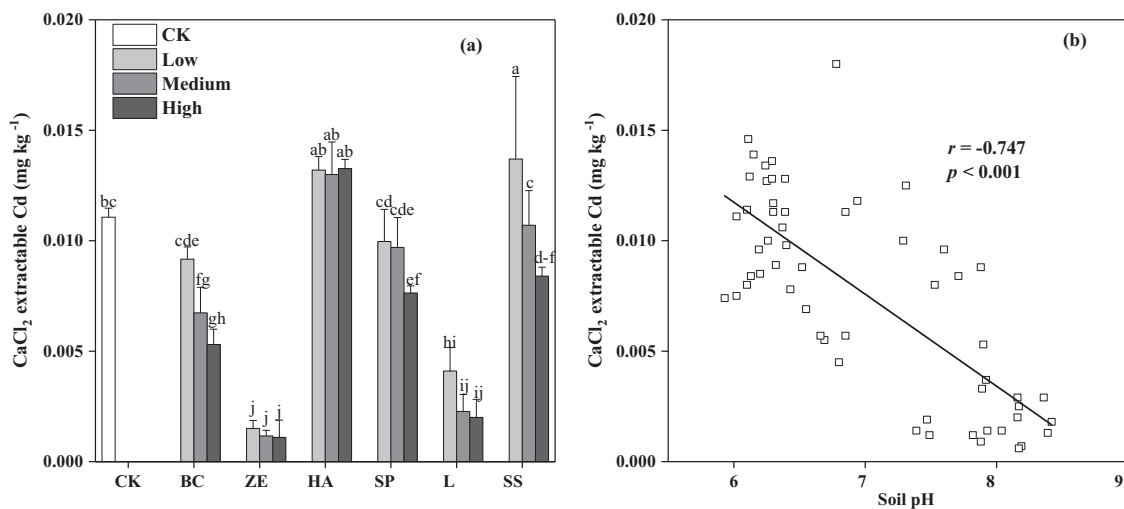 CaCl₂ extractable Cd (mg kg⁻¹)
0.020
0.015
0.010
0.005
0.000
CK
Low
Medium
High
(a)
bc
cde
fg
gh
j
j
j
ab
ab
ab
cd
cde
ef
hi
ij
ij
a
c
d-f
CK BC ZE HA SP L SS
CaCl₂ extractable Cd (mg kg⁻¹)
0.020
0.015
0.010
0.005
0.000
(b)
r = -0.747
p < 0.001
6 7 8 9
Soil pH